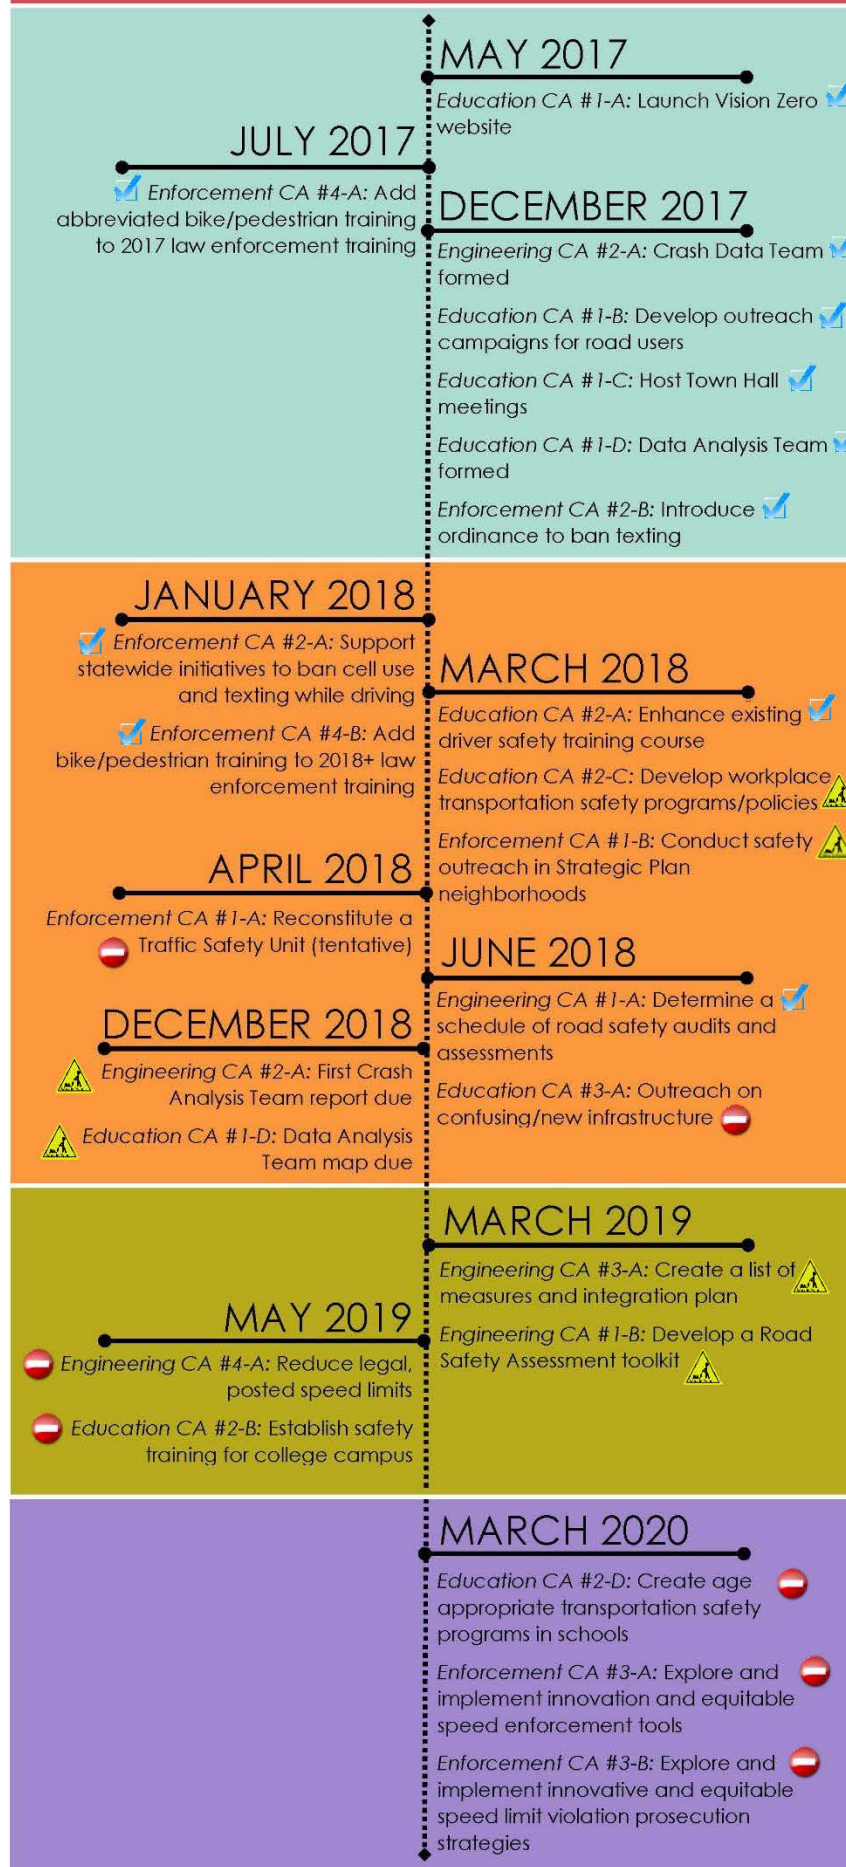 MAY 2017
Education CA #1-A: Launch Vision Zero
website
JULY 2017
Enforcement CA #4-A: Add
abbreviated bike/pedestrian training
to 2017 law enforcement training
DECEMBER 2017
Engineering CA #2-A: Crash Data Team
formed
Education CA #1-B: Develop outreach
campaigns for road users
Education CA #1-C: Host Town Hall
meetings
Education CA #1-D: Data Analysis Team
formed
Enforcement CA #2-B: Introduce
ordinance to ban texting
JANUARY 2018
Enforcement CA #2-A: Support
statewide initiatives to ban cell use
and texting while driving
Enforcement CA #4-B: Add
bike/pedestrian training to 2018+ law
enforcement training
MARCH 2018
Education CA #2-A: Enhance existing
driver safety training course
Education CA #2-C: Develop workplace
transportation safety programs/policies
Enforcement CA #1-B: Conduct safety
outreach in Strategic Plan
neighborhoods
APRIL 2018
Enforcement CA #1-A: Reconstitute a
Traffic Safety Unit (tentative)
JUNE 2018
Engineering CA #1-A: Determine a
schedule of road safety audits and
assessments
Education CA #3-A: Outreach on
confusing/new infrastructure
DECEMBER 2018
Engineering CA #2-A: First Crash
Analysis Team report due
Education CA #1-D: Data Analysis
Team map due
MARCH 2019
Engineering CA #3-A: Create a list of
measures and integration plan
Engineering CA #1-B: Develop a Road
Safety Assessment toolkit
MAY 2019
Engineering CA #4-A: Reduce legal,
posted speed limits
Education CA #2-B: Establish safety
training for college campus
MARCH 2020
Education CA #2-D: Create age
appropriate transportation safety
programs in schools
Enforcement CA #3-A: Explore and
implement innovation and equitable
speed enforcement tools
Enforcement CA #3-B: Explore and
implement innovative and equitable
speed limit violation prosecution
strategies